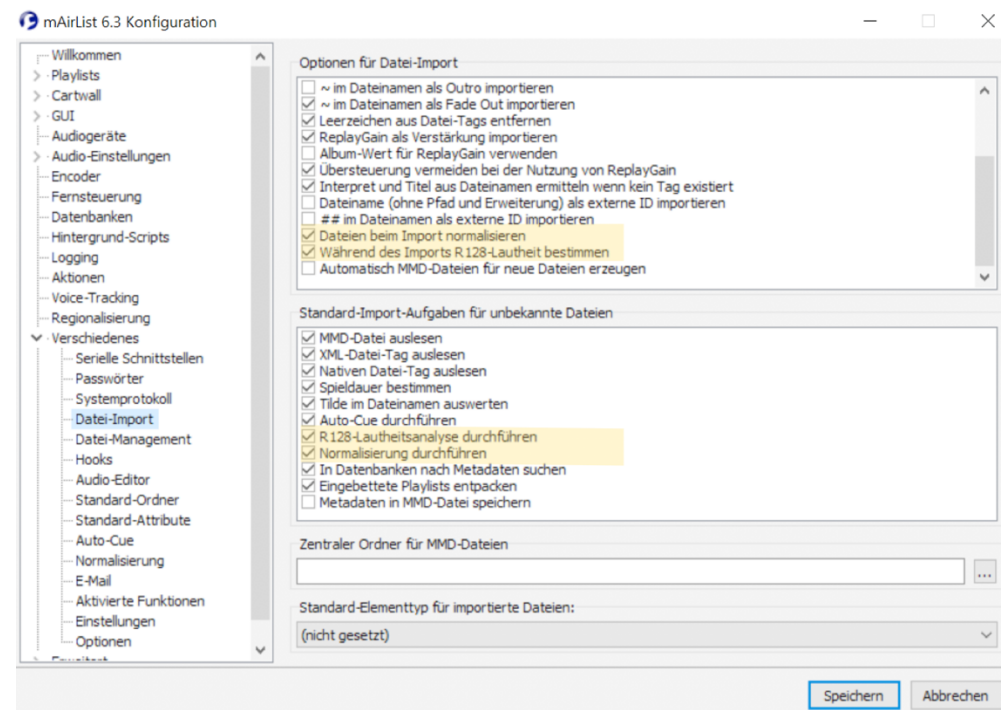 mAirList 6.3 Konfiguration
Willkommen
Playlists
Cartwall
GUI
Audiogeräte
Audio-Einstellungen
Encoder
Fernsteuerung
Datenbanken
Hintergrund-Scripts
Logging
Aktionen
Voice-Tracking
Regionalisierung
Verschiedenes
Serielle Schnittstellen
Passwörter
Systemprotokoll
Datei-Import
Datei-Management
Hooks
Audio-Editor
Standard-Ordner
Standard-Attribute
Auto-Cue
Normalisierung
E-Mail
Aktivierte Funktionen
Einstellungen
Optionen
Optionen für Datei-Import
~ im Dateinamen als Outro importieren
~ im Dateinamen als Fade Out importieren
Leerzeichen aus Datei-Tags entfernen
ReplayGain als Verstärkung importieren
Album-Wert für ReplayGain verwenden
Übersteuerung vermeiden bei der Nutzung von ReplayGain
Interpret und Titel aus Dateinamen ermitteln wenn kein Tag existiert
Dateiname (ohne Pfad und Erweiterung) als externe ID importieren
## im Dateinamen als externe ID importieren
Dateien beim Import normalisieren
Während des Imports R128-Lautheit bestimmen
Automatisch MMD-Dateien für neue Dateien erzeugen
Standard-Import-Aufgaben für unbekannte Dateien
MMD-Datei auslesen
XML-Datei-Tag auslesen
Nativen Datei-Tag auslesen
Spieldauer bestimmen
Tilde im Dateinamen auswerten
Auto-Cue durchführen
R128-Lautheitsanalyse durchführen
Normalisierung durchführen
In Datenbanken nach Metadaten suchen
Eingebettete Playlists entpacken
Metadaten in MMD-Datei speichern
Zentraler Ordner für MMD-Dateien
...
Standard-Elementtyp für importierte Dateien:
(nicht gesetzt)
Speichern
Abbrechen